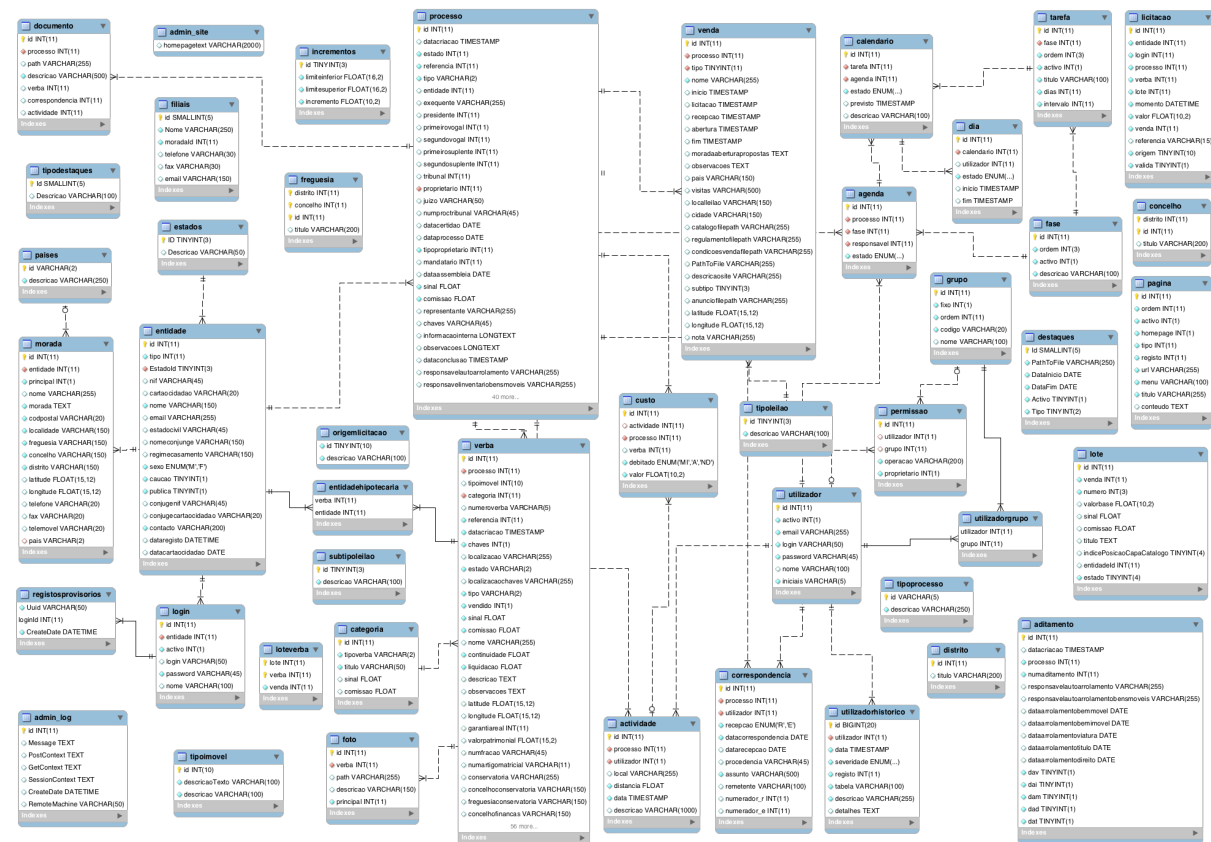 documento
id INT(11)
processo INT(11)
path VARCHAR(255)
descricao VARCHAR(500)
verba INT(11)
correspondencia INT(11)
actividade INT(11)
Indexes
admin_site
homepagetext VARCHAR(2000)
Indexes
incrementos
id TINYINT(3)
limiteinferior FLOAT(16,2)
limitesuperior FLOAT(16,2)
incremento FLOAT(10,2)
Indexes
filiais
id SMALLINT(5)
Nome VARCHAR(250)
moradaId INT(11)
telefone VARCHAR(30)
fax VARCHAR(30)
email VARCHAR(150)
Indexes
tipodestaques
Id SMALLINT(5)
Descricao VARCHAR(100)
Indexes
freguesia
distrito INT(11)
concelho INT(11)
id INT(11)
titulo VARCHAR(200)
Indexes
estados
ID TINYINT(3)
Descricao VARCHAR(50)
Indexes
paises
id VARCHAR(2)
descricao VARCHAR(250)
Indexes
morada
id INT(11)
entidade INT(11)
principal INT(1)
nome VARCHAR(255)
morada TEXT
codpostal VARCHAR(20)
localidade VARCHAR(150)
freguesia VARCHAR(150)
concelho VARCHAR(150)
distrito VARCHAR(150)
latitude FLOAT(15,12)
longitude FLOAT(15,12)
telefone VARCHAR(20)
fax VARCHAR(20)
telemovel VARCHAR(20)
pais VARCHAR(2)
Indexes
entidade
id INT(11)
tipo INT(11)
EstadoId TINYINT(3)
nif VARCHAR(45)
cartaocidadao VARCHAR(20)
nome VARCHAR(150)
email VARCHAR(255)
estadocivil VARCHAR(45)
nomeconjunge VARCHAR(150)
regimecasamento VARCHAR(150)
sexo ENUM('M','F')
caucao TINYINT(1)
publica TINYINT(1)
conjugenif VARCHAR(45)
conjugecartaocidadao VARCHAR(20)
contacto VARCHAR(200)
dataregisto DATETIME
datacartaocidadao DATE
Indexes
registosprovisorios
Uuid VARCHAR(50)
loginId INT(11)
CreateDate DATETIME
Indexes
login
id INT(11)
entidade INT(11)
activo INT(1)
login VARCHAR(50)
password VARCHAR(45)
nome VARCHAR(100)
Indexes
admin_log
id INT(11)
Message TEXT
PostContext TEXT
GetContext TEXT
SessionContext TEXT
CreateDate DATETIME
RemoteMachine VARCHAR(50)
Indexes
tipoimovel
id INT(10)
descricaoTexto VARCHAR(100)
descricao VARCHAR(100)
Indexes
loteverba
lote INT(11)
verba INT(11)
venda INT(11)
Indexes
origemlicitacao
id TINYINT(10)
descricao VARCHAR(100)
Indexes
entidadehipotecaria
verba INT(11)
entidade INT(11)
Indexes
subtipoleilao
id TINYINT(3)
descricao VARCHAR(100)
Indexes
categoria
id INT(11)
tipoverba VARCHAR(2)
titulo VARCHAR(50)
sinal FLOAT
comissao FLOAT
Indexes
foto
id INT(11)
verba INT(11)
path VARCHAR(255)
descricao VARCHAR(150)
principal INT(11)
Indexes
processo
id INT(11)
datacriacao TIMESTAMP
estado INT(11)
referencia INT(11)
tipo VARCHAR(2)
entidade INT(11)
exequente VARCHAR(255)
presidente INT(11)
primeirovogal INT(11)
segundovogal INT(11)
primeirosuplente INT(11)
segundosuplente INT(11)
tribunal INT(11)
proprietario INT(11)
juizo VARCHAR(50)
numproctribunal VARCHAR(45)
datacertidao DATE
dataprocesso DATE
tipoproprietario INT(11)
mandatario INT(11)
dataassembleia DATE
sinal FLOAT
comissao FLOAT
representante VARCHAR(255)
chaves VARCHAR(45)
informacaointerna LONGTEXT
observacoes LONGTEXT
dataconclusao TIMESTAMP
responsavelautoarrolamento VARCHAR(255)
responsavelinventariobensmoveis VARCHAR(255)
40 more...
Indexes
verba
id INT(11)
processo INT(11)
tipoimovel INT(10)
categoria INT(11)
numeroverba VARCHAR(5)
referencia INT(11)
datacriacao TIMESTAMP
chaves INT(1)
localizacao VARCHAR(255)
estado VARCHAR(2)
localizacaochaves VARCHAR(255)
tipo VARCHAR(2)
vendido INT(1)
sinal FLOAT
comissao FLOAT
nome VARCHAR(255)
continuidade FLOAT
liquidacao FLOAT
descricao TEXT
observacoes TEXT
latitude FLOAT(15,12)
longitude FLOAT(15,12)
garantiareal INT(11)
valorpatrimonial FLOAT(10,2)
numfracao VARCHAR(45)
numartigomatricial VARCHAR(11)
conservatoria VARCHAR(255)
concelhoconservatoria VARCHAR(150)
freguesiaconservatoria VARCHAR(150)
concelhofinancas VARCHAR(150)
56 more...
Indexes
venda
id INT(11)
processo INT(11)
tipo TINYINT(11)
nome VARCHAR(255)
inicio TIMESTAMP
licitacao TIMESTAMP
recepcao TIMESTAMP
abertura TIMESTAMP
fim TIMESTAMP
moradaaberturapropostas TEXT
observacoes TEXT
pais VARCHAR(150)
visitas VARCHAR(500)
localleilao VARCHAR(150)
cidade VARCHAR(150)
catalogofilepath VARCHAR(255)
regulamentofilepath VARCHAR(255)
condicoesvendafilepath VARCHAR(255)
PathToFile VARCHAR(255)
descricaosite VARCHAR(255)
subtipo TINYINT(3)
anunciofilepath VARCHAR(255)
latitude FLOAT(15,12)
longitude FLOAT(15,12)
nota VARCHAR(255)
Indexes
custo
id INT(11)
actividade INT(11)
processo INT(11)
verba INT(11)
debitado ENUM('MI','A','ND')
valor FLOAT(10,2)
Indexes
tipoleilao
id TINYINT(3)
descricao VARCHAR(100)
Indexes
utilizador
id INT(11)
activo INT(1)
email VARCHAR(255)
login VARCHAR(50)
password VARCHAR(45)
nome VARCHAR(100)
iniciais VARCHAR(5)
Indexes
actividade
id INT(11)
processo INT(11)
utilizador INT(11)
local VARCHAR(255)
distancia FLOAT
data TIMESTAMP
descricao VARCHAR(1000)
Indexes
correspondencia
id INT(11)
processo INT(11)
utilizador INT(11)
recepcao ENUM('R','E')
datacorrespondencia DATE
datarecepcao DATE
procedencia VARCHAR(45)
assunto VARCHAR(500)
remetente VARCHAR(100)
numerador_r INT(11)
numerador_e INT(11)
Indexes
utilizadorhistorico
id BIGINT(20)
utilizador INT(11)
data TIMESTAMP
severidade ENUM(...)
registo INT(11)
tabela VARCHAR(100)
descricao VARCHAR(255)
detalhes TEXT
Indexes
calendario
id INT(11)
tarefa INT(11)
agenda INT(11)
estado ENUM(...)
previsto TIMESTAMP
descricao VARCHAR(100)
Indexes
dia
id INT(11)
calendario INT(11)
utilizador INT(11)
estado ENUM(...)
inicio TIMESTAMP
fim TIMESTAMP
Indexes
agenda
id INT(11)
processo INT(11)
fase INT(11)
responsavel INT(11)
estado ENUM(...)
Indexes
tarefa
id INT(11)
fase INT(11)
ordem INT(3)
activo INT(1)
titulo VARCHAR(100)
dias INT(11)
intervalo INT(11)
Indexes
fase
id INT(11)
ordem INT(3)
activo INT(1)
descricao VARCHAR(100)
Indexes
grupo
id INT(11)
fixo INT(1)
ordem INT(11)
codigo VARCHAR(20)
nome VARCHAR(100)
Indexes
permissao
id INT(11)
utilizador INT(11)
grupo INT(11)
operacao VARCHAR(200)
proprietario INT(1)
Indexes
utilizadorgrupo
utilizador INT(11)
grupo INT(11)
Indexes
tipoprocesso
id VARCHAR(5)
descricao VARCHAR(250)
Indexes
distrito
id INT(11)
titulo VARCHAR(200)
Indexes
licitacao
id INT(11)
entidade INT(11)
login INT(11)
processo INT(11)
verba INT(11)
lote INT(11)
momento DATETIME
valor FLOAT(10,2)
venda INT(11)
referencia VARCHAR(15)
origem TINYINT(10)
valida TINYINT(1)
Indexes
concelho
distrito INT(11)
id INT(11)
titulo VARCHAR(200)
Indexes
pagina
id INT(11)
ordem INT(11)
activo INT(1)
homepage INT(1)
tipo INT(11)
registo INT(11)
url VARCHAR(255)
menu VARCHAR(100)
titulo VARCHAR(255)
conteudo TEXT
Indexes
destaques
Id SMALLINT(5)
PathToFile VARCHAR(250)
DataInicio DATE
DataFim DATE
Activo TINYINT(1)
Tipo TINYINT(2)
Indexes
lote
id INT(11)
venda INT(11)
numero INT(3)
valorbase FLOAT(10,2)
sinal FLOAT
comissao FLOAT
titulo TEXT
indicePosicaoCapaCatalogo TINYINT(4)
entidadeId INT(11)
estado TINYINT(4)
Indexes
aditamento
id INT(11)
datacriacao TIMESTAMP
processo INT(11)
numaditamento INT(11)
responsavelautoarrolamento VARCHAR(255)
responsavelautoarrolamentobensmoveis VARCHAR(255)
dataarrolamentobemmovel DATE
dataarrolamentobemimovel DATE
dataarrolamentoviatura DATE
dataarrolamentotitulo DATE
dataarrolamentodireito DATE
dav TINYINT(1)
dai TINYINT(1)
dam TINYINT(1)
dad TINYINT(1)
dat TINYINT(1)
Indexes